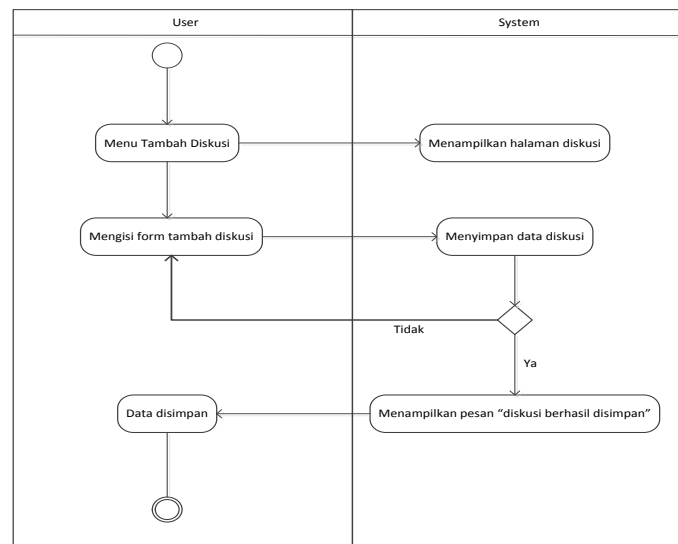 User
System
Menu Tambah Diskusi
Menampilkan halaman diskusi
Mengisi form tambah diskusi
Menyimpan data diskusi
Tidak
Ya
Data disimpan
Menampilkan pesan “diskusi berhasil disimpan”